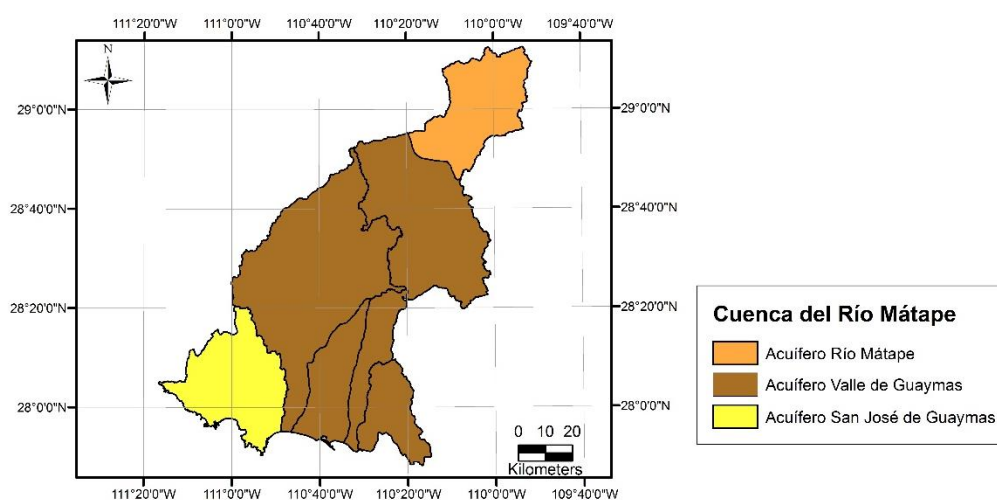 111°20'0"W 111°0'0"W 110°40'0"W 110°20'0"W 110°0'0"W 109°40'0"W
N
29°0'0"N 29°0'0"N
28°40'0"N 28°40'0"N
28°20'0"N 28°20'0"N
28°0'0"N 28°0'0"N
Cuenca del Río Mátape
Acuífero Río Mátape
Acuífero Valle de Guaymas
Acuífero San José de Guaymas
0 10 20
Kilometers
111°20'0"W 111°0'0"W 110°40'0"W 110°20'0"W 110°0'0"W 109°40'0"W